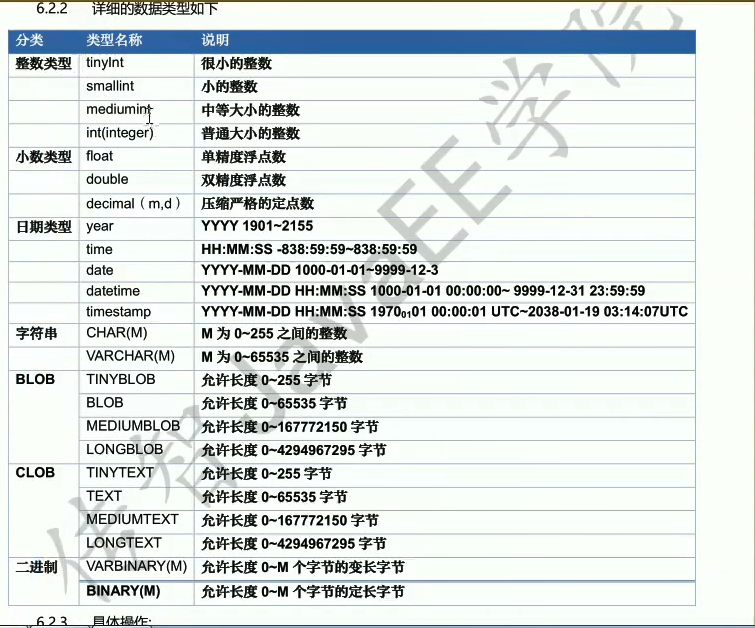 6.2.2 详细的数据类型如下
分类 类型名称 说明
整数类型 tinyInt 很小的整数
smallint 小的整数
mediumint 中等大小的整数
int(integer) 普通大小的整数
小数类型 float 单精度浮点数
double 双精度浮点数
decimal（m,d） 压缩严格的定点数
日期类型 year YYYY 1901~2155
time HH:MM:SS -838:59:59~838:59:59
date YYYY-MM-DD 1000-01-01~9999-12-3
datetime YYYY-MM-DD HH:MM:SS 1000-01-01 00:00:00~ 9999-12-31 23:59:59
timestamp YYYY-MM-DD HH:MM:SS 1970₀₁01 00:00:01 UTC~2038-01-19 03:14:07UTC
字符串 CHAR(M) M 为 0~255 之间的整数
VARCHAR(M) M 为 0~65535 之间的整数
BLOB TINYBLOB 允许长度 0~255 字节
BLOB 允许长度 0~65535 字节
MEDIUMBLOB 允许长度 0~167772150 字节
LONGBLOB 允许长度 0~4294967295 字节
CLOB TINYTEXT 允许长度 0~255 字节
TEXT 允许长度 0~65535 字节
MEDIUMTEXT 允许长度 0~167772150 字节
LONGTEXT 允许长度 0~4294967295 字节
二进制 VARBINARY(M) 允许长度 0~M 个字节的变长字节
BINARY(M) 允许长度 0~M 个字节的定长字节
6.2.3 具体操作:
传智.JavaEE学院